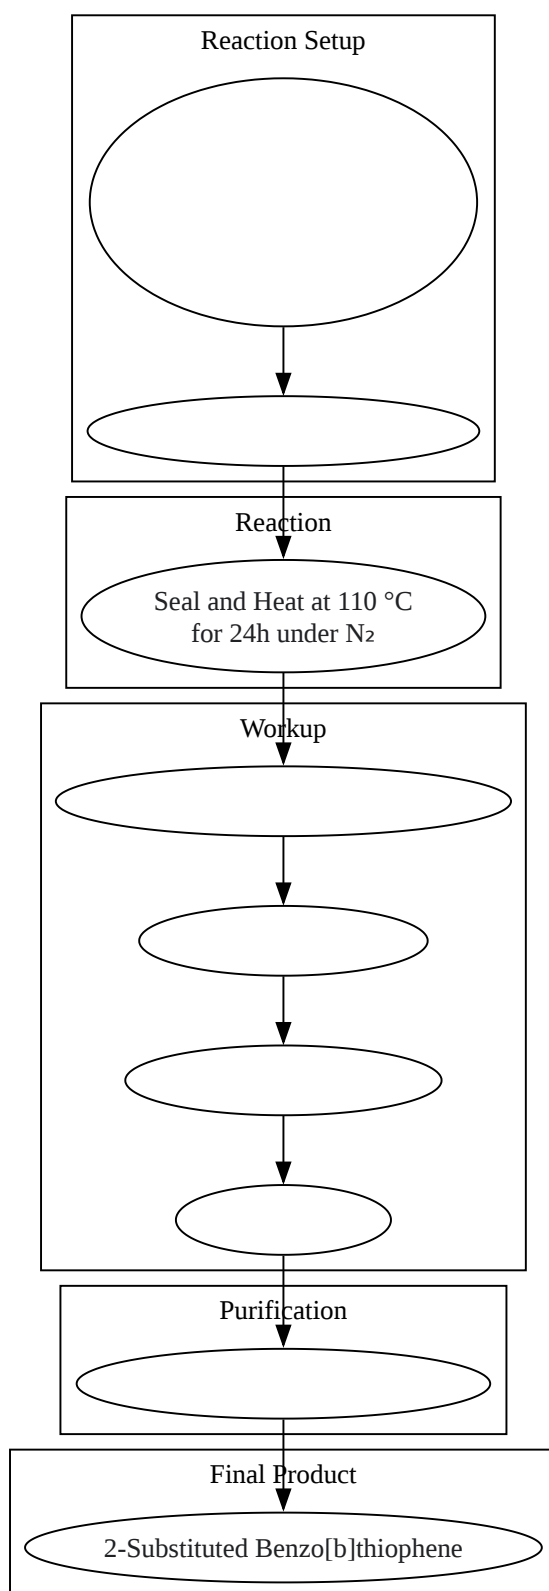 Reaction Setup
Reaction
Seal and Heat at 110 °C
for 24h under N₂
Workup
Purification
Final Product
2-Substituted Benzo[b]thiophene